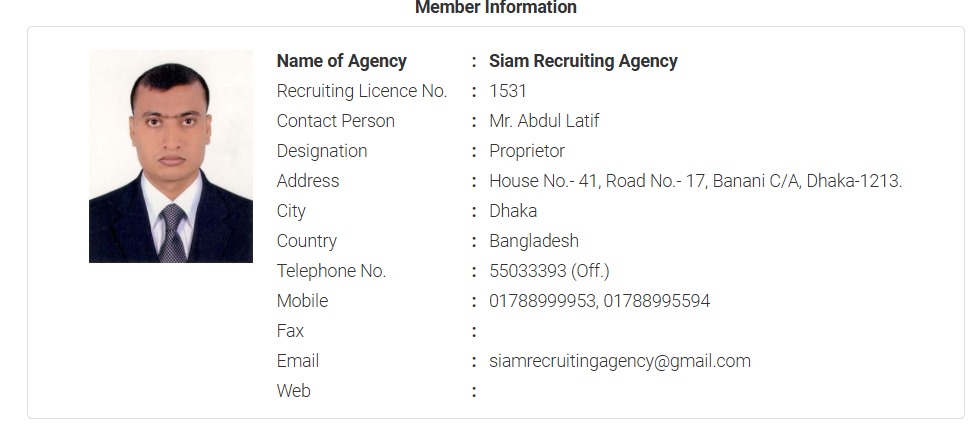 Member Information
Name of Agency : Siam Recruiting Agency
Recruiting Licence No. : 1531
Contact Person : Mr. Abdul Latif
Designation : Proprietor
Address : House No.- 41, Road No.- 17, Banani C/A, Dhaka-1213.
City : Dhaka
Country : Bangladesh
Telephone No. : 55033393 (Off.)
Mobile : 01788999953, 01788995594
Fax :
Email : siamrecruitingagency@gmail.com
Web :